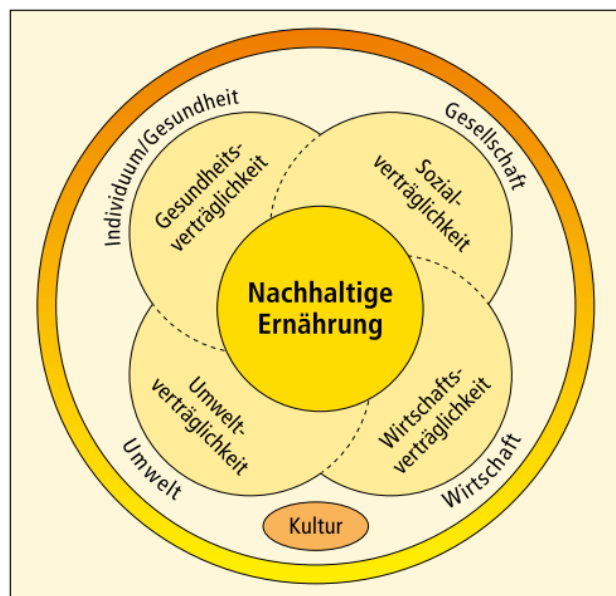 Individuum/Gesundheit
Gesellschaft
Gesundheits-
verträglichkeit
Sozial-
verträglichkeit
Nachhaltige
Ernährung
Umwelt-
verträglichkeit
Wirtschafts-
verträglichkeit
Umwelt
Wirtschaft
Kultur